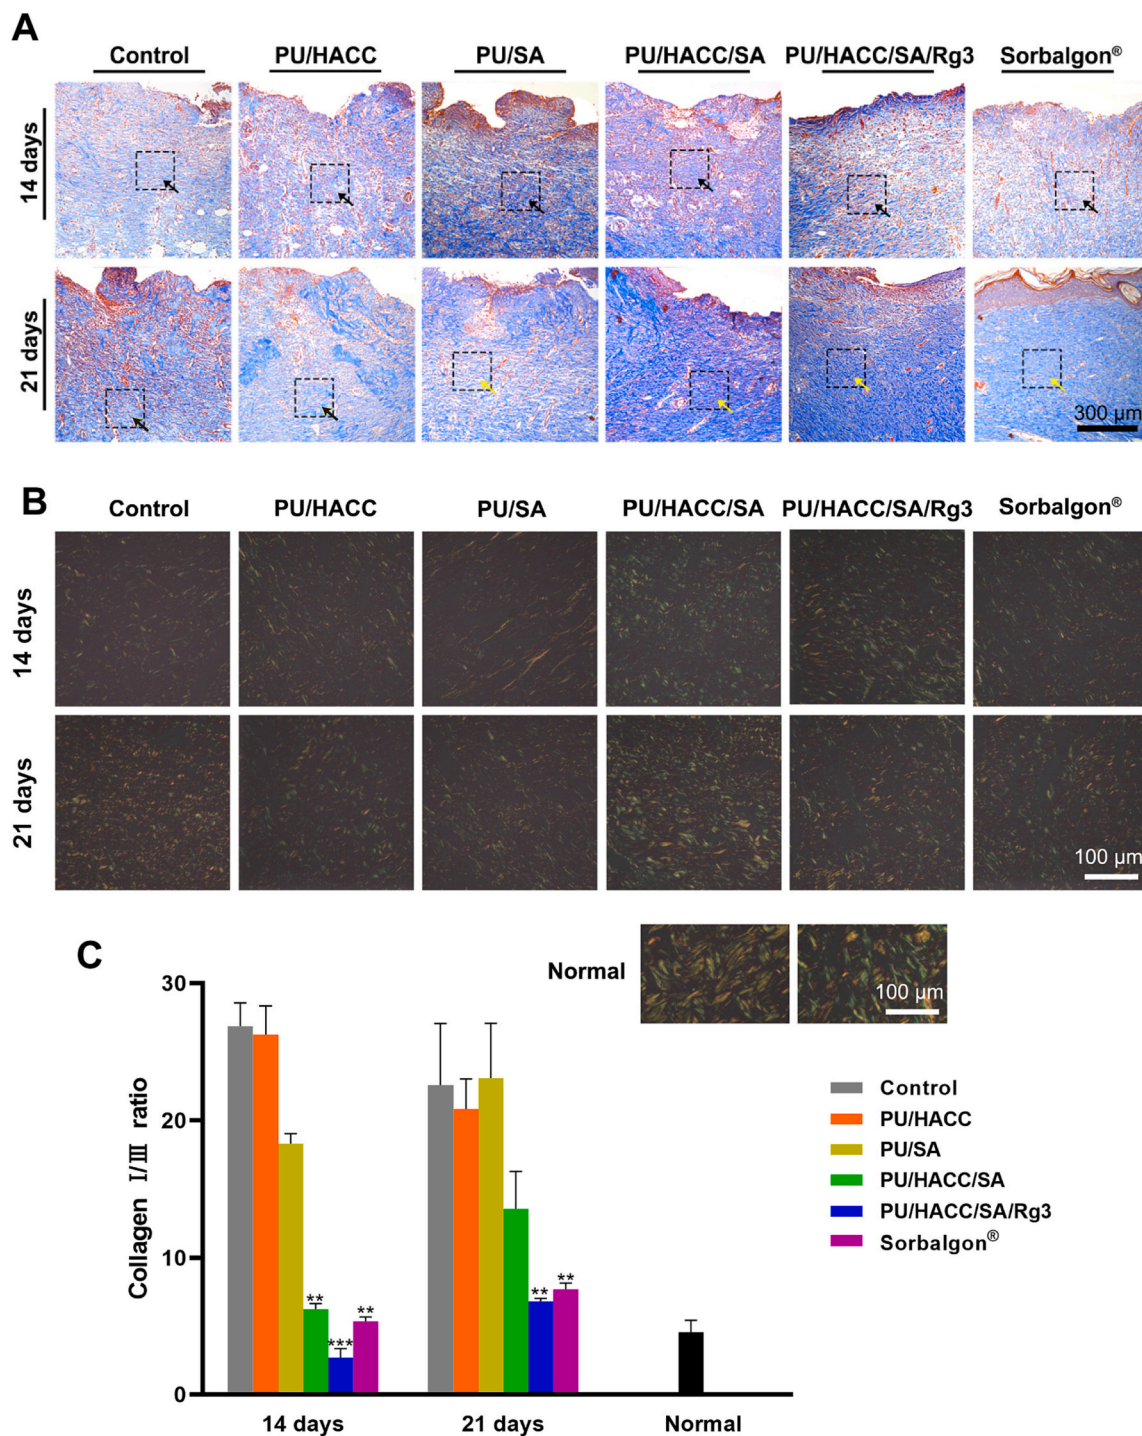 A
Control PU/HACC PU/SA PU/HACC/SA PU/HACC/SA/Rg3 Sorbalgon®
14 days
21 days
300 µm
B
Control PU/HACC PU/SA PU/HACC/SA PU/HACC/SA/Rg3 Sorbalgon®
14 days
21 days
100 µm
Normal
100 µm
C
Collagen I/III ratio
30
20
10
0
** *** **
** **
14 days 21 days Normal
Control
PU/HACC
PU/SA
PU/HACC/SA
PU/HACC/SA/Rg3
Sorbalgon®